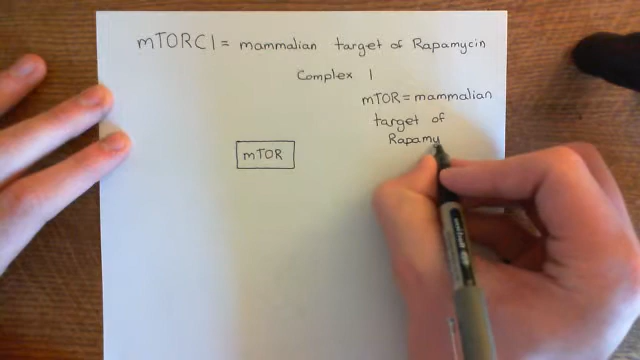 mTORC1 = mammalian target of Rapamycin
Complex 1
mTOR = mammalian
target of
Rapamy
mTOR